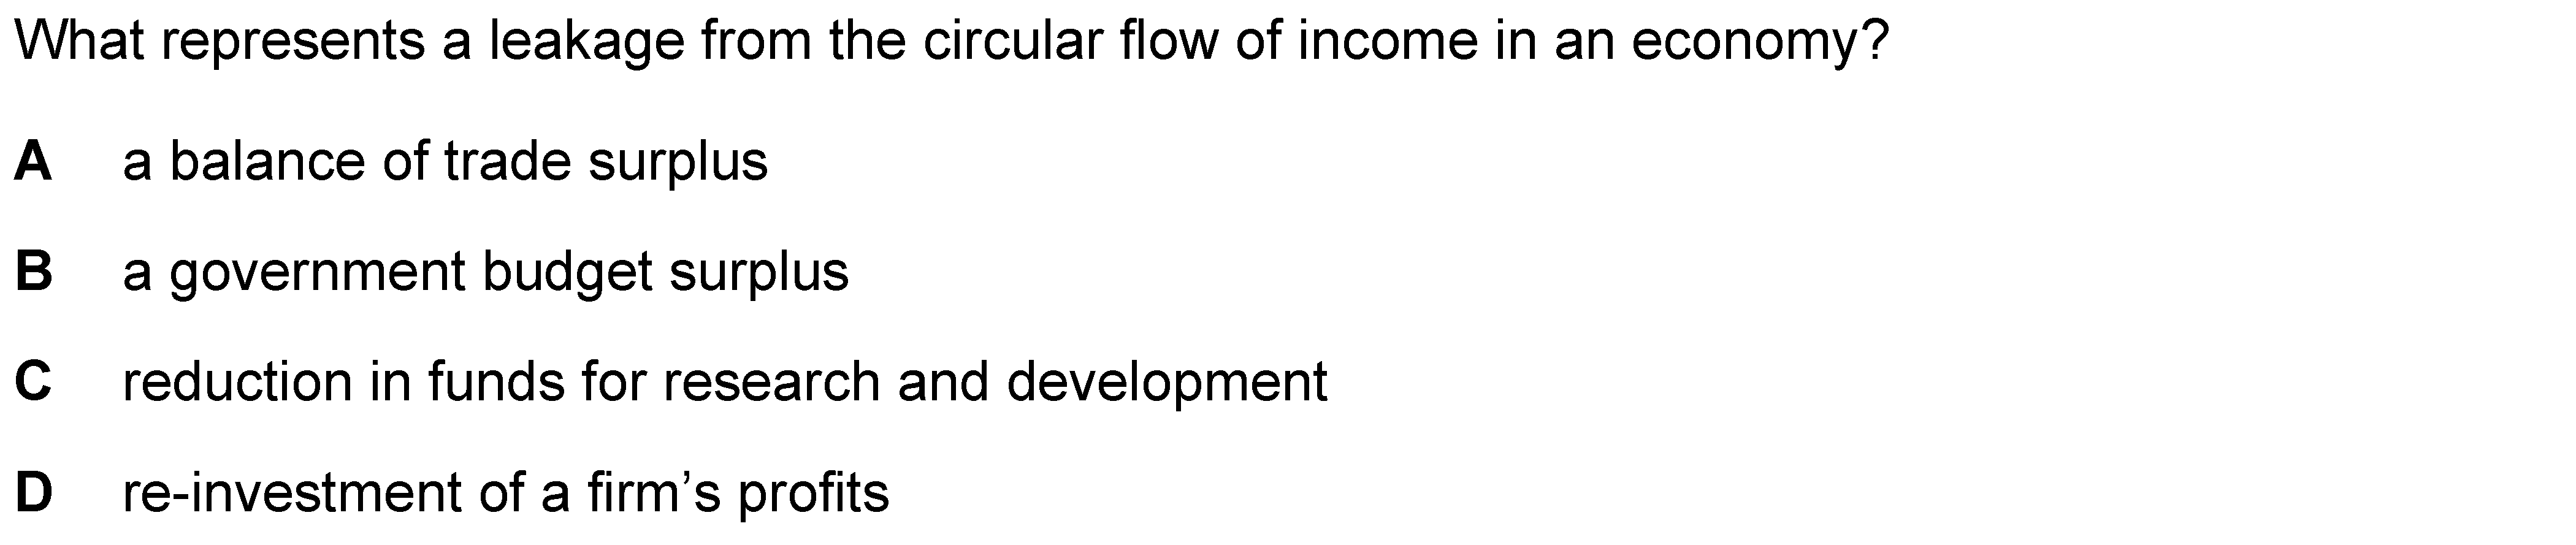 What represents a leakage from the circular flow of income in an economy?
A a balance of trade surplus
B a government budget surplus
C reduction in funds for research and development
D re-investment of a firm’s profits